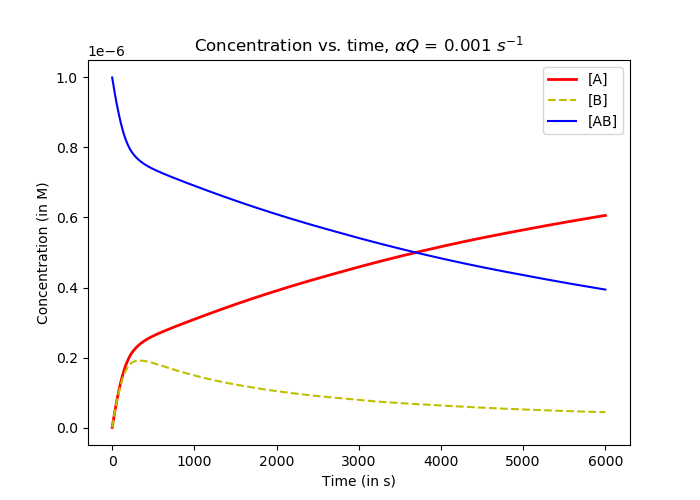 Concentration vs. time, αQ = 0.001 s⁻¹
1e−6
1.0
0.8
0.6
0.4
0.2
0.0
Concentration (in M)
[A]
[B]
[AB]
0 1000 2000 3000 4000 5000 6000
Time (in s)